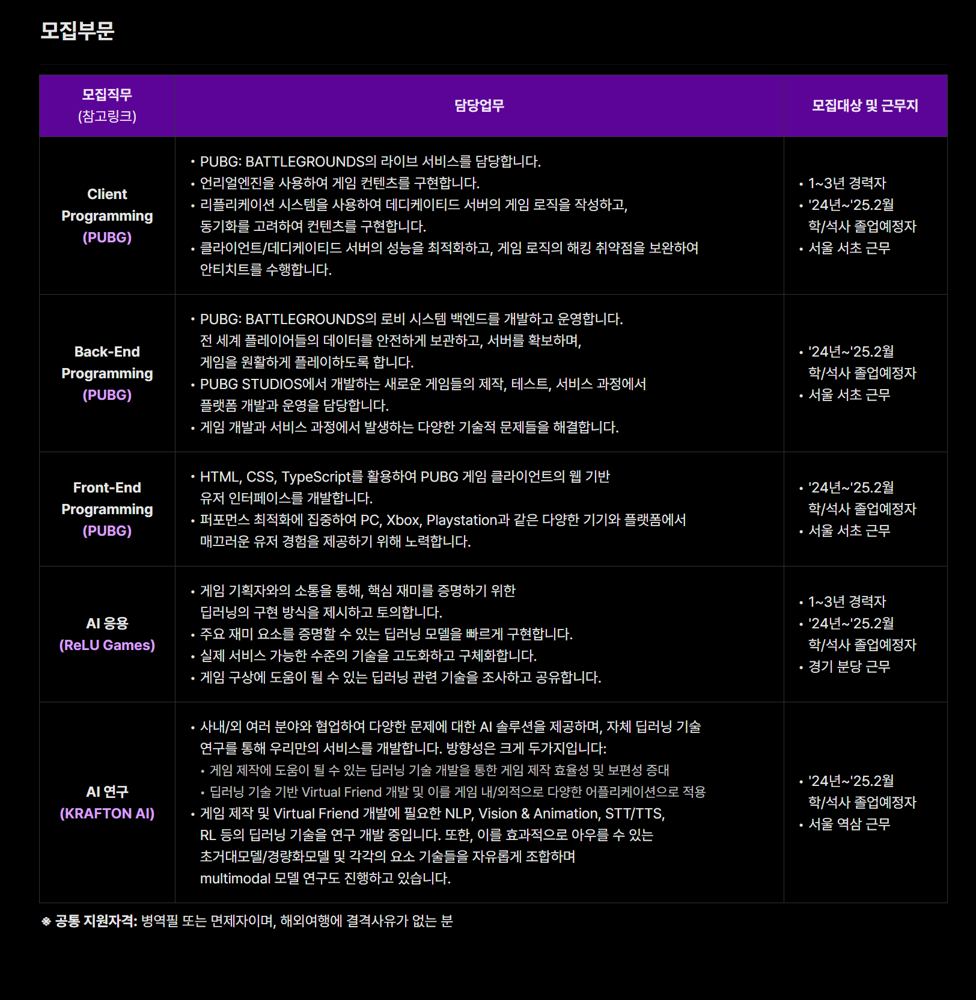 모집부문
모집직무
(참고링크)
담당업무
모집대상 및 근무지
Client
Programming
(PUBG)
• PUBG: BATTLEGROUNDS의 라이브 서비스를 담당합니다.
• 언리얼엔진을 사용하여 게임 컨텐츠를 구현합니다.
• 리플리케이션 시스템을 사용하여 데디케이티드 서버의 게임 로직을 작성하고,
동기화를 고려하여 컨텐츠를 구현합니다.
• 클라이언트/데디케이티드 서버의 성능을 최적화하고, 게임 로직의 해킹 취약점을 보완하여
안티치트를 수행합니다.
• 1~3년 경력자
• '24년~'25.2월
학/석사 졸업예정자
• 서울 서초 근무
Back-End
Programming
(PUBG)
• PUBG: BATTLEGROUNDS의 로비 시스템 백엔드를 개발하고 운영합니다.
전 세계 플레이어들의 데이터를 안전하게 보관하고, 서버를 확보하며,
게임을 원활하게 플레이하도록 합니다.
• PUBG STUDIOS에서 개발하는 새로운 게임들의 제작, 테스트, 서비스 과정에서
플랫폼 개발과 운영을 담당합니다.
• 게임 개발과 서비스 과정에서 발생하는 다양한 기술적 문제들을 해결합니다.
• '24년~'25.2월
학/석사 졸업예정자
• 서울 서초 근무
Front-End
Programming
(PUBG)
• HTML, CSS, TypeScript를 활용하여 PUBG 게임 클라이언트의 웹 기반
유저 인터페이스를 개발합니다.
• 퍼포먼스 최적화에 집중하여 PC, Xbox, Playstation과 같은 다양한 기기와 플랫폼에서
매끄러운 유저 경험을 제공하기 위해 노력합니다.
• '24년~'25.2월
학/석사 졸업예정자
• 서울 서초 근무
AI 응용
(ReLU Games)
• 게임 기획자와의 소통을 통해, 핵심 재미를 증명하기 위한
딥러닝의 구현 방식을 제시하고 토의합니다.
• 주요 재미 요소를 증명할 수 있는 딥러닝 모델을 빠르게 구현합니다.
• 실제 서비스 가능한 수준의 기술을 고도화하고 구체화합니다.
• 게임 구상에 도움이 될 수 있는 딥러닝 관련 기술을 조사하고 공유합니다.
• 1~3년 경력자
• '24년~'25.2월
학/석사 졸업예정자
• 경기 분당 근무
AI 연구
(KRAFTON AI)
• 사내/외 여러 분야와 협업하여 다양한 문제에 대한 AI 솔루션을 제공하며, 자체 딥러닝 기술
연구를 통해 우리만의 서비스를 개발합니다. 방향성은 크게 두가지입니다:
• 게임 제작에 도움이 될 수 있는 딥러닝 기술 개발을 통한 게임 제작 효율성 및 보편성 증대
• 딥러닝 기술 기반 Virtual Friend 개발 및 이를 게임 내/외적으로 다양한 어플리케이션으로 적용
• 게임 제작 및 Virtual Friend 개발에 필요한 NLP, Vision & Animation, STT/TTS,
RL 등의 딥러닝 기술을 연구 개발 중입니다. 또한, 이를 효과적으로 아우를 수 있는
초거대모델/경량화모델 및 각각의 요소 기술들을 자유롭게 조합하며
multimodal 모델 연구도 진행하고 있습니다.
• '24년~'25.2월
학/석사 졸업예정자
• 서울 역삼 근무
※ 공통 지원자격: 병역필 또는 면제자이며, 해외여행에 결격사유가 없는 분